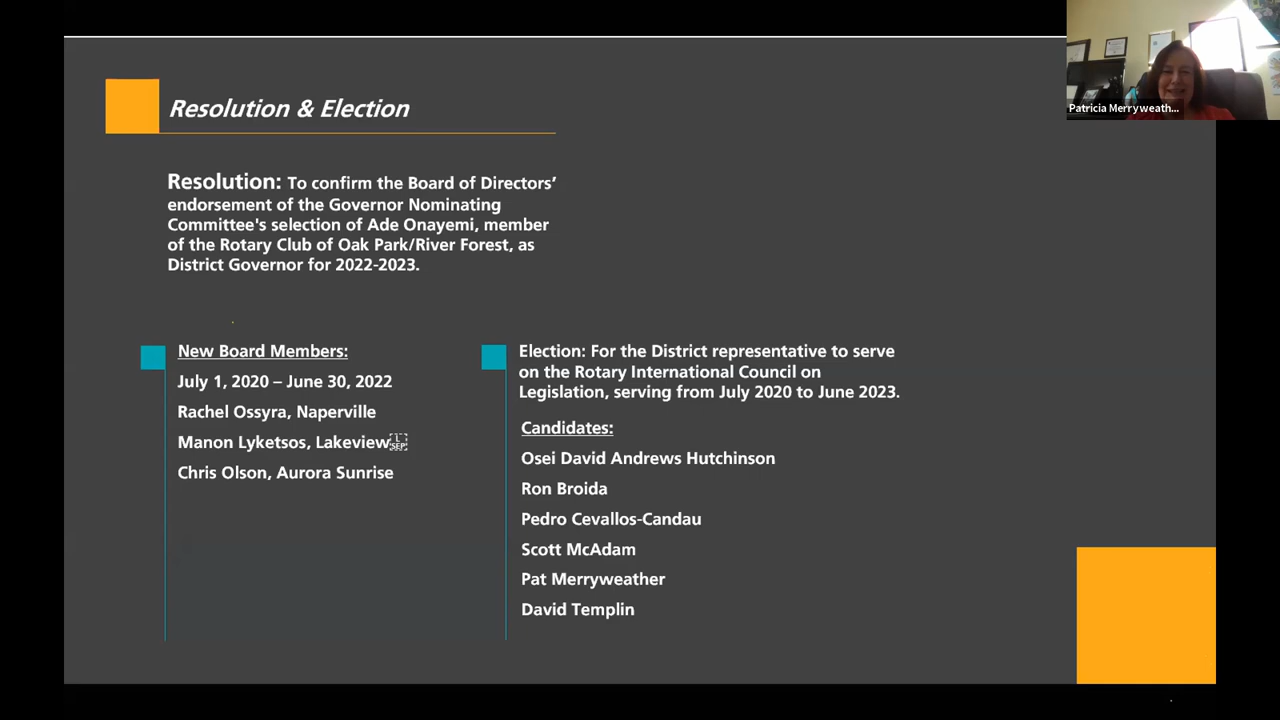 Patricia Merryweath...
Resolution & Election
Resolution: To confirm the Board of Directors’
endorsement of the Governor Nominating
Committee's selection of Ade Onayemi, member
of the Rotary Club of Oak Park/River Forest, as
District Governor for 2022-2023.
New Board Members:
July 1, 2020 – June 30, 2022
Rachel Ossyra, Naperville
Manon Lyketsos, Lakeview
Chris Olson, Aurora Sunrise
Election: For the District representative to serve
on the Rotary International Council on
Legislation, serving from July 2020 to June 2023.
Candidates:
Osei David Andrews Hutchinson
Ron Broida
Pedro Cevallos-Candau
Scott McAdam
Pat Merryweather
David Templin